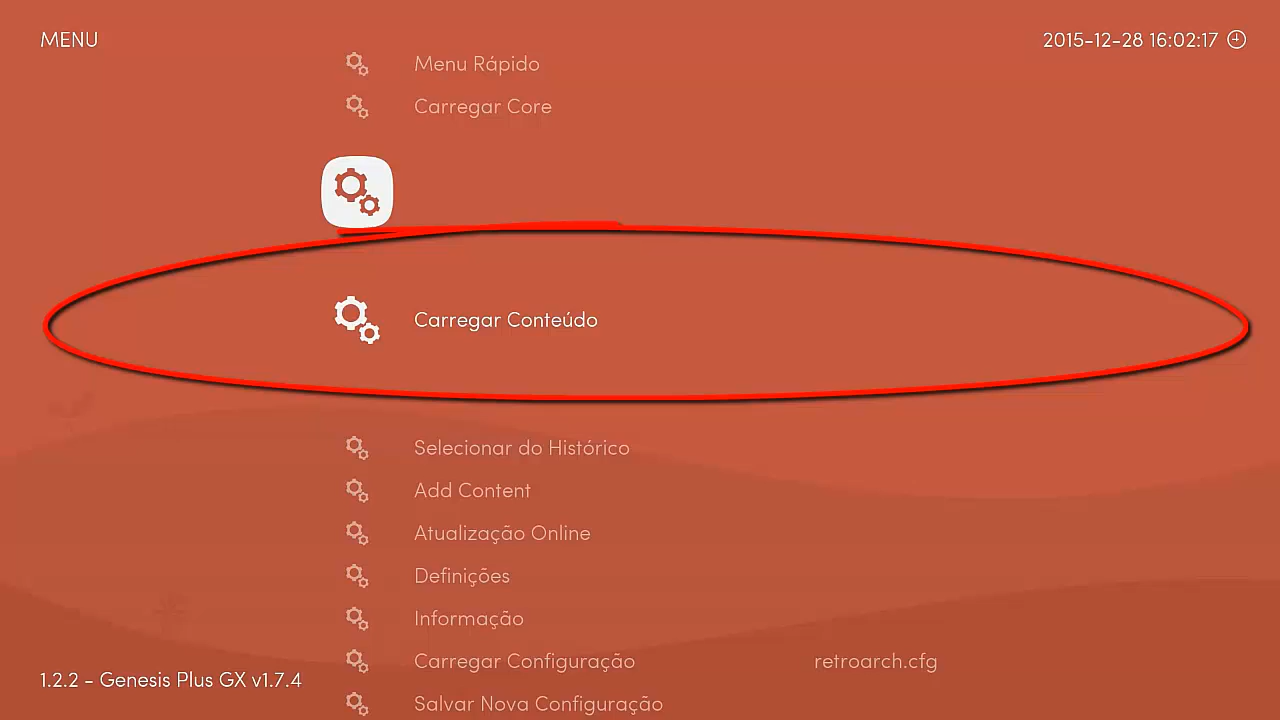 MENU
2015-12-28 16:02:17
Menu Rápido
Carregar Core
Carregar Conteúdo
Selecionar do Histórico
Add Content
Atualização Online
Definições
Informação
Carregar Configuração retroarch.cfg
1.2.2 - Genesis Plus GX v1.7.4
Salvar Nova Configuração